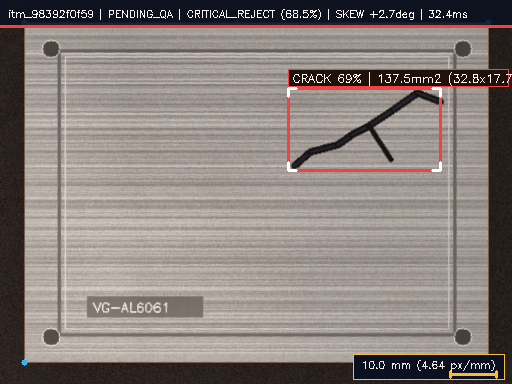 itm_98392f0f59 | PENDING_QA | CRITICAL_REJECT (68.5%) | SKEW +2.7deg | 32.4ms
CRACK 69% | 137.5mm2 (32.8x17.7
VG-AL6061
10.0 mm (4.64 px/mm)